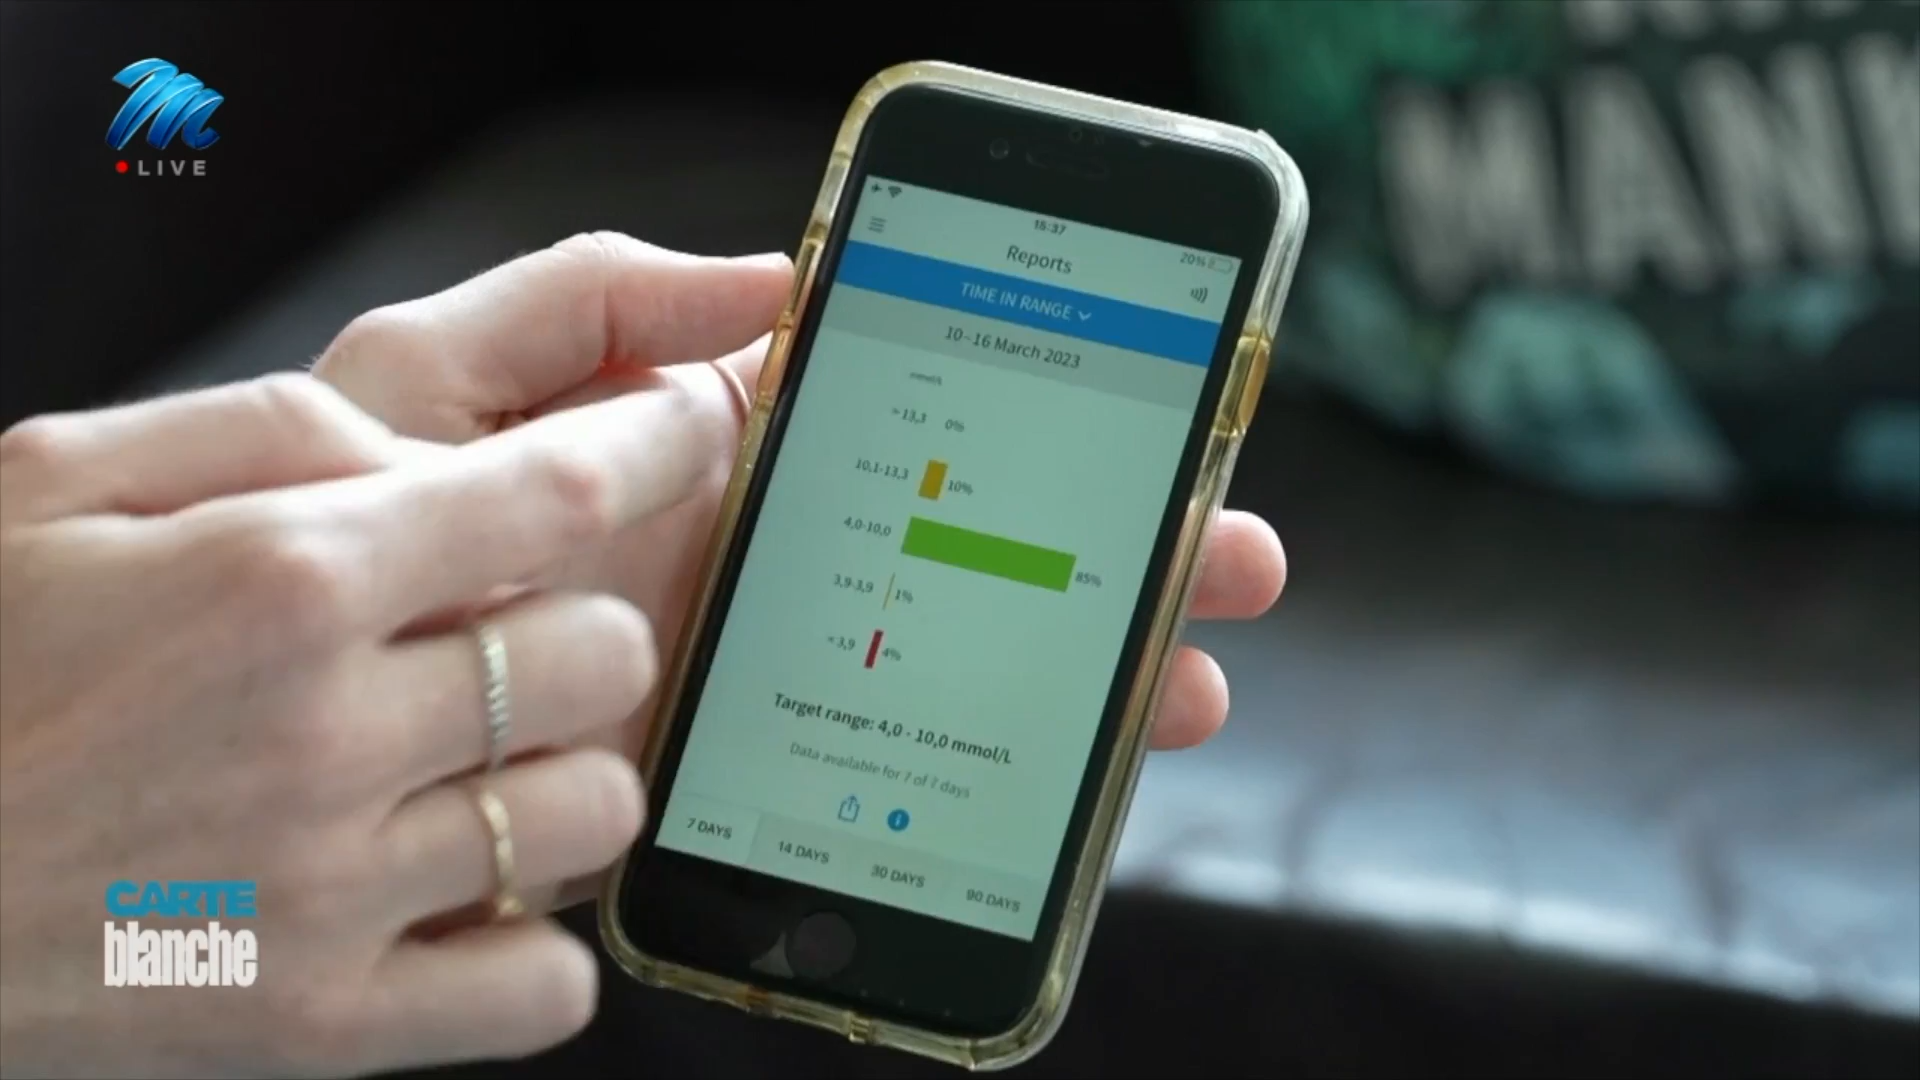 LIVE
15:37
20%
Reports
TIME IN RANGE
10-16 March 2023
mmol/L
>13,3 0%
10,1-13,3 10%
4,0-10,0 85%
3,9-3,9 1%
<3,9 4%
Target range: 4,0 - 10,0 mmol/L
Data available for 7 of 7 days
7 DAYS
14 DAYS
30 DAYS
90 DAYS
CARTE
blanche